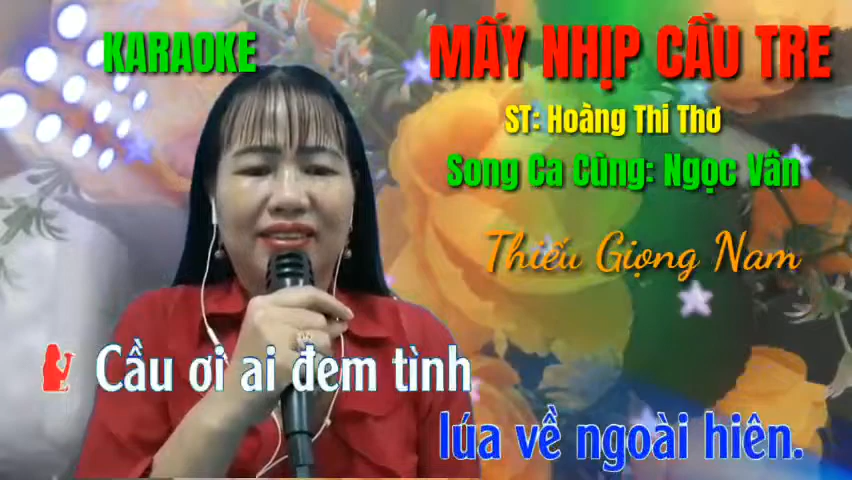 KARAOKE
MẤY NHỊP CẦU TRE
ST: Hoàng Thi Thơ
Song Ca Cùng: Ngọc Vân
Thiếu Giọng Nam
Cầu ơi ai đem tình
lúa về ngoài hiên.